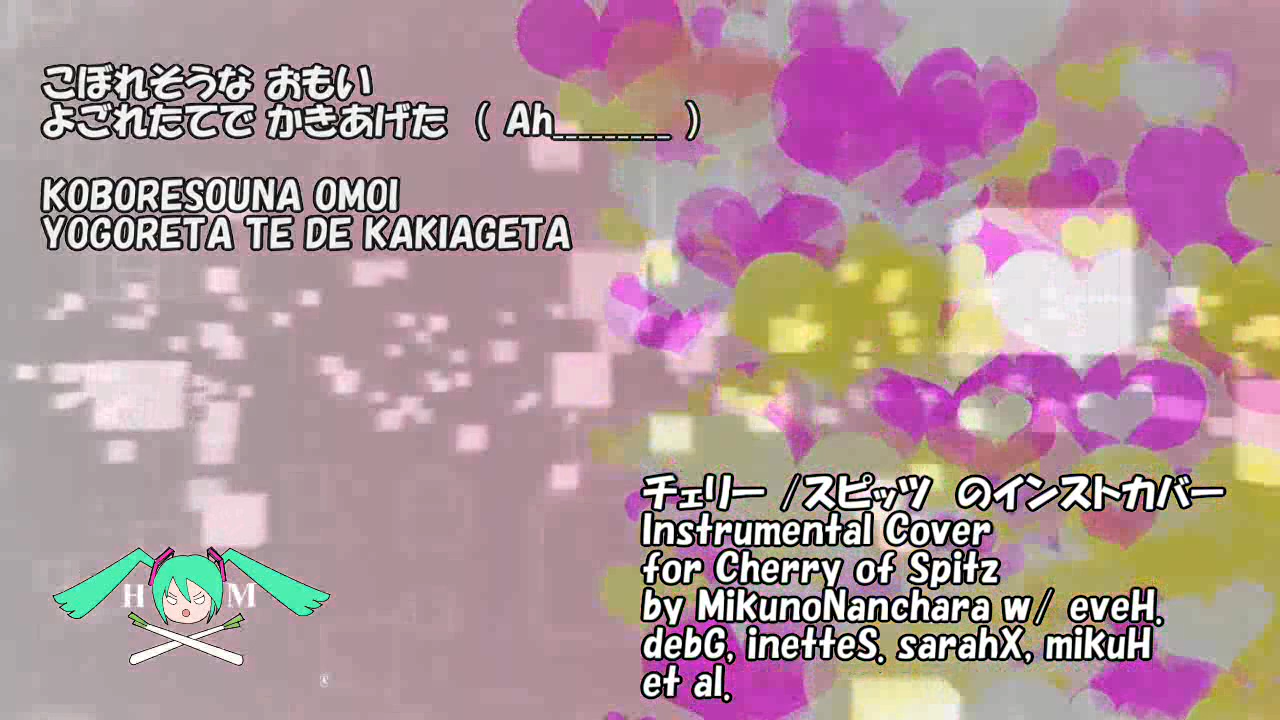 こぼれそうな おもい
よごれたてで かきあげた （ Ah_________ ）
KOBORESOUNA OMOI
YOGORETA TE DE KAKIAGETA
チェリー /スピッツ のインストカバー
Instrumental Cover
for Cherry of Spitz
by MikunoNanchara w/ eveH,
debG, inetteS, sarahX, mikuH
et al.
H M